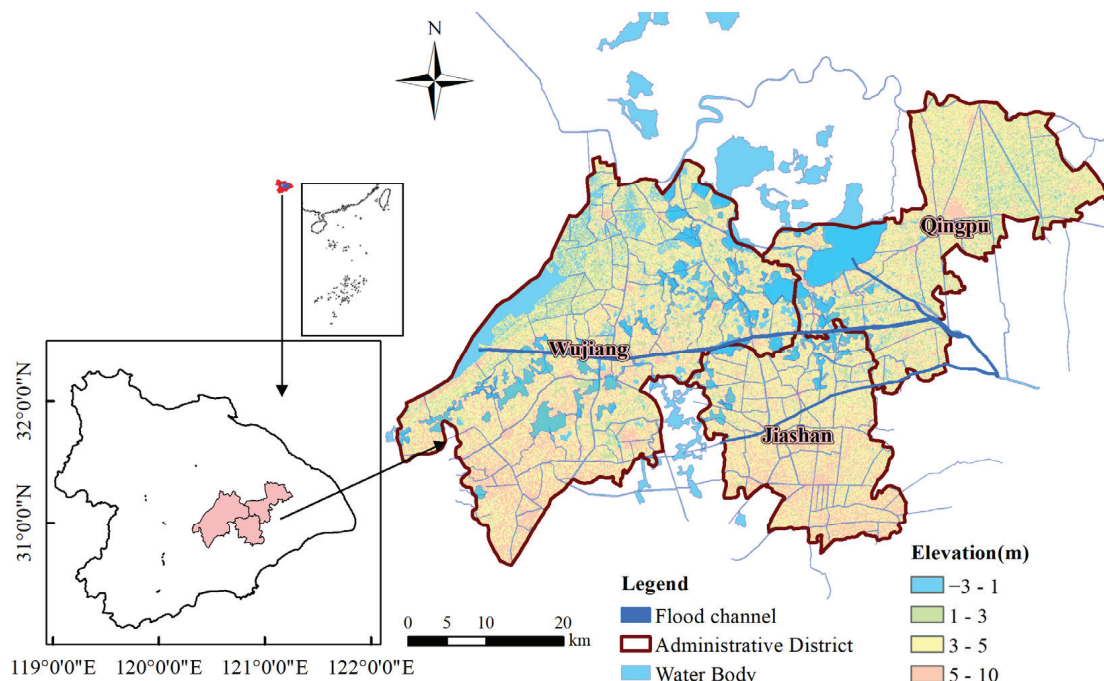 N
Qingpu
Wujiang
Jiashan
32°0'0"N
31°0'0"N
119°0'0"E
120°0'0"E
121°0'0"E
122°0'0"E
0 5 10 20
km
Legend
Flood channel
Administrative District
Water Body
Elevation(m)
−3 - 1
1 - 3
3 - 5
5 - 10